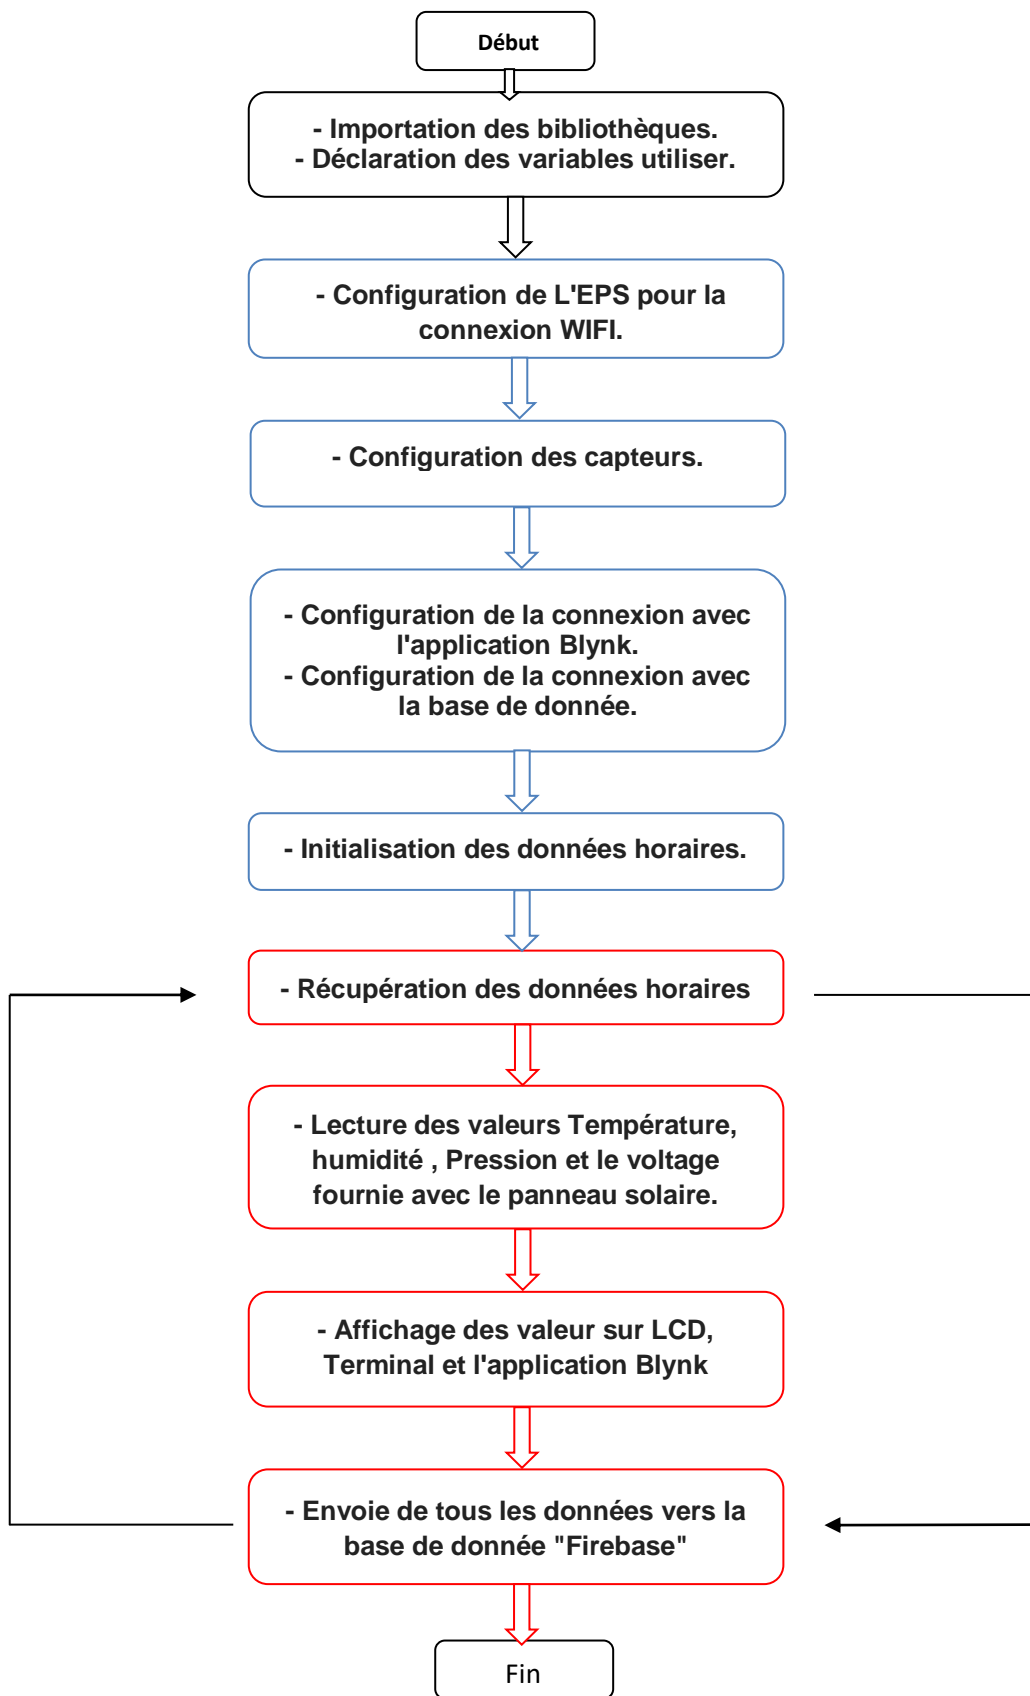 Début
- Importation des bibliothèques.
- Déclaration des variables utiliser.
- Configuration de L'EPS pour la
connexion WIFI.
- Configuration des capteurs.
- Configuration de la connexion avec
l'application Blynk.
- Configuration de la connexion avec
la base de donnée.
- Initialisation des données horaires.
- Récupération des données horaires
- Lecture des valeurs Température,
humidité , Pression et le voltage
fournie avec le panneau solaire.
- Affichage des valeur sur LCD,
Terminal et l'application Blynk
- Envoie de tous les données vers la
base de donnée "Firebase"
Fin